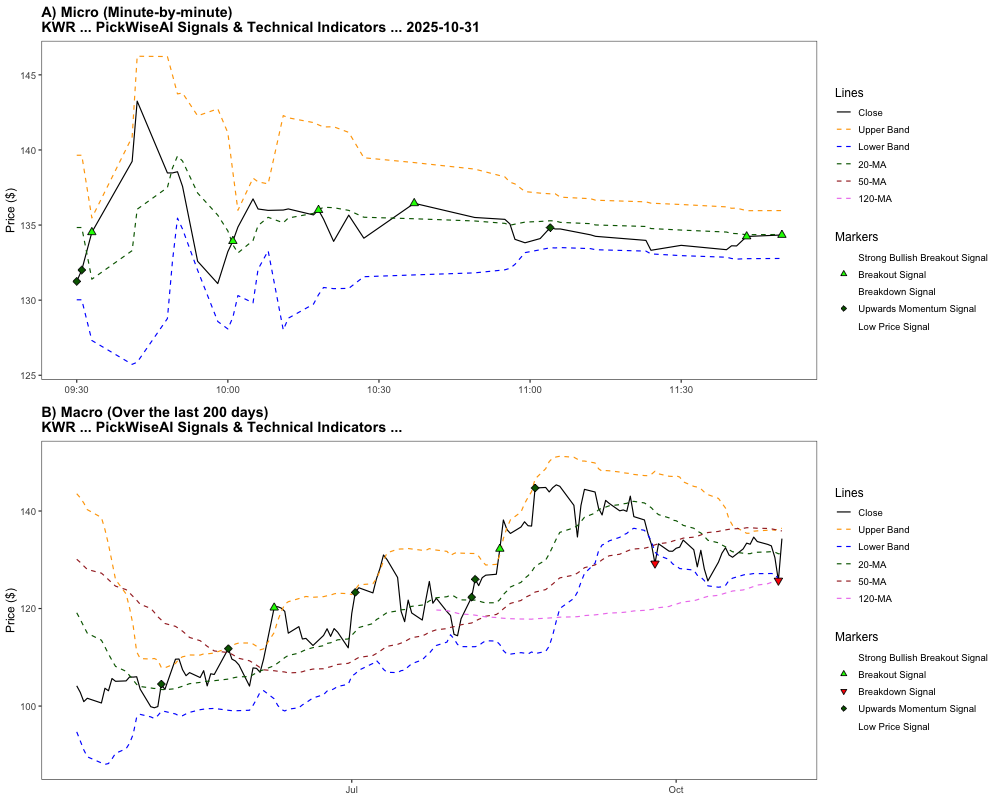 A) Micro (Minute-by-minute)
KWR ... PickWiseAI Signals & Technical Indicators ... 2025-10-31
Price ($)
145
140
135
130
125
09:30
10:00
10:30
11:00
11:30
Lines
Close
Upper Band
Lower Band
20-MA
50-MA
120-MA
Markers
Strong Bullish Breakout Signal
Breakout Signal
Breakdown Signal
Upwards Momentum Signal
Low Price Signal
B) Macro (Over the last 200 days)
KWR ... PickWiseAI Signals & Technical Indicators ...
Price ($)
140
120
100
Jul
Oct
Lines
Close
Upper Band
Lower Band
20-MA
50-MA
120-MA
Markers
Strong Bullish Breakout Signal
Breakout Signal
Breakdown Signal
Upwards Momentum Signal
Low Price Signal